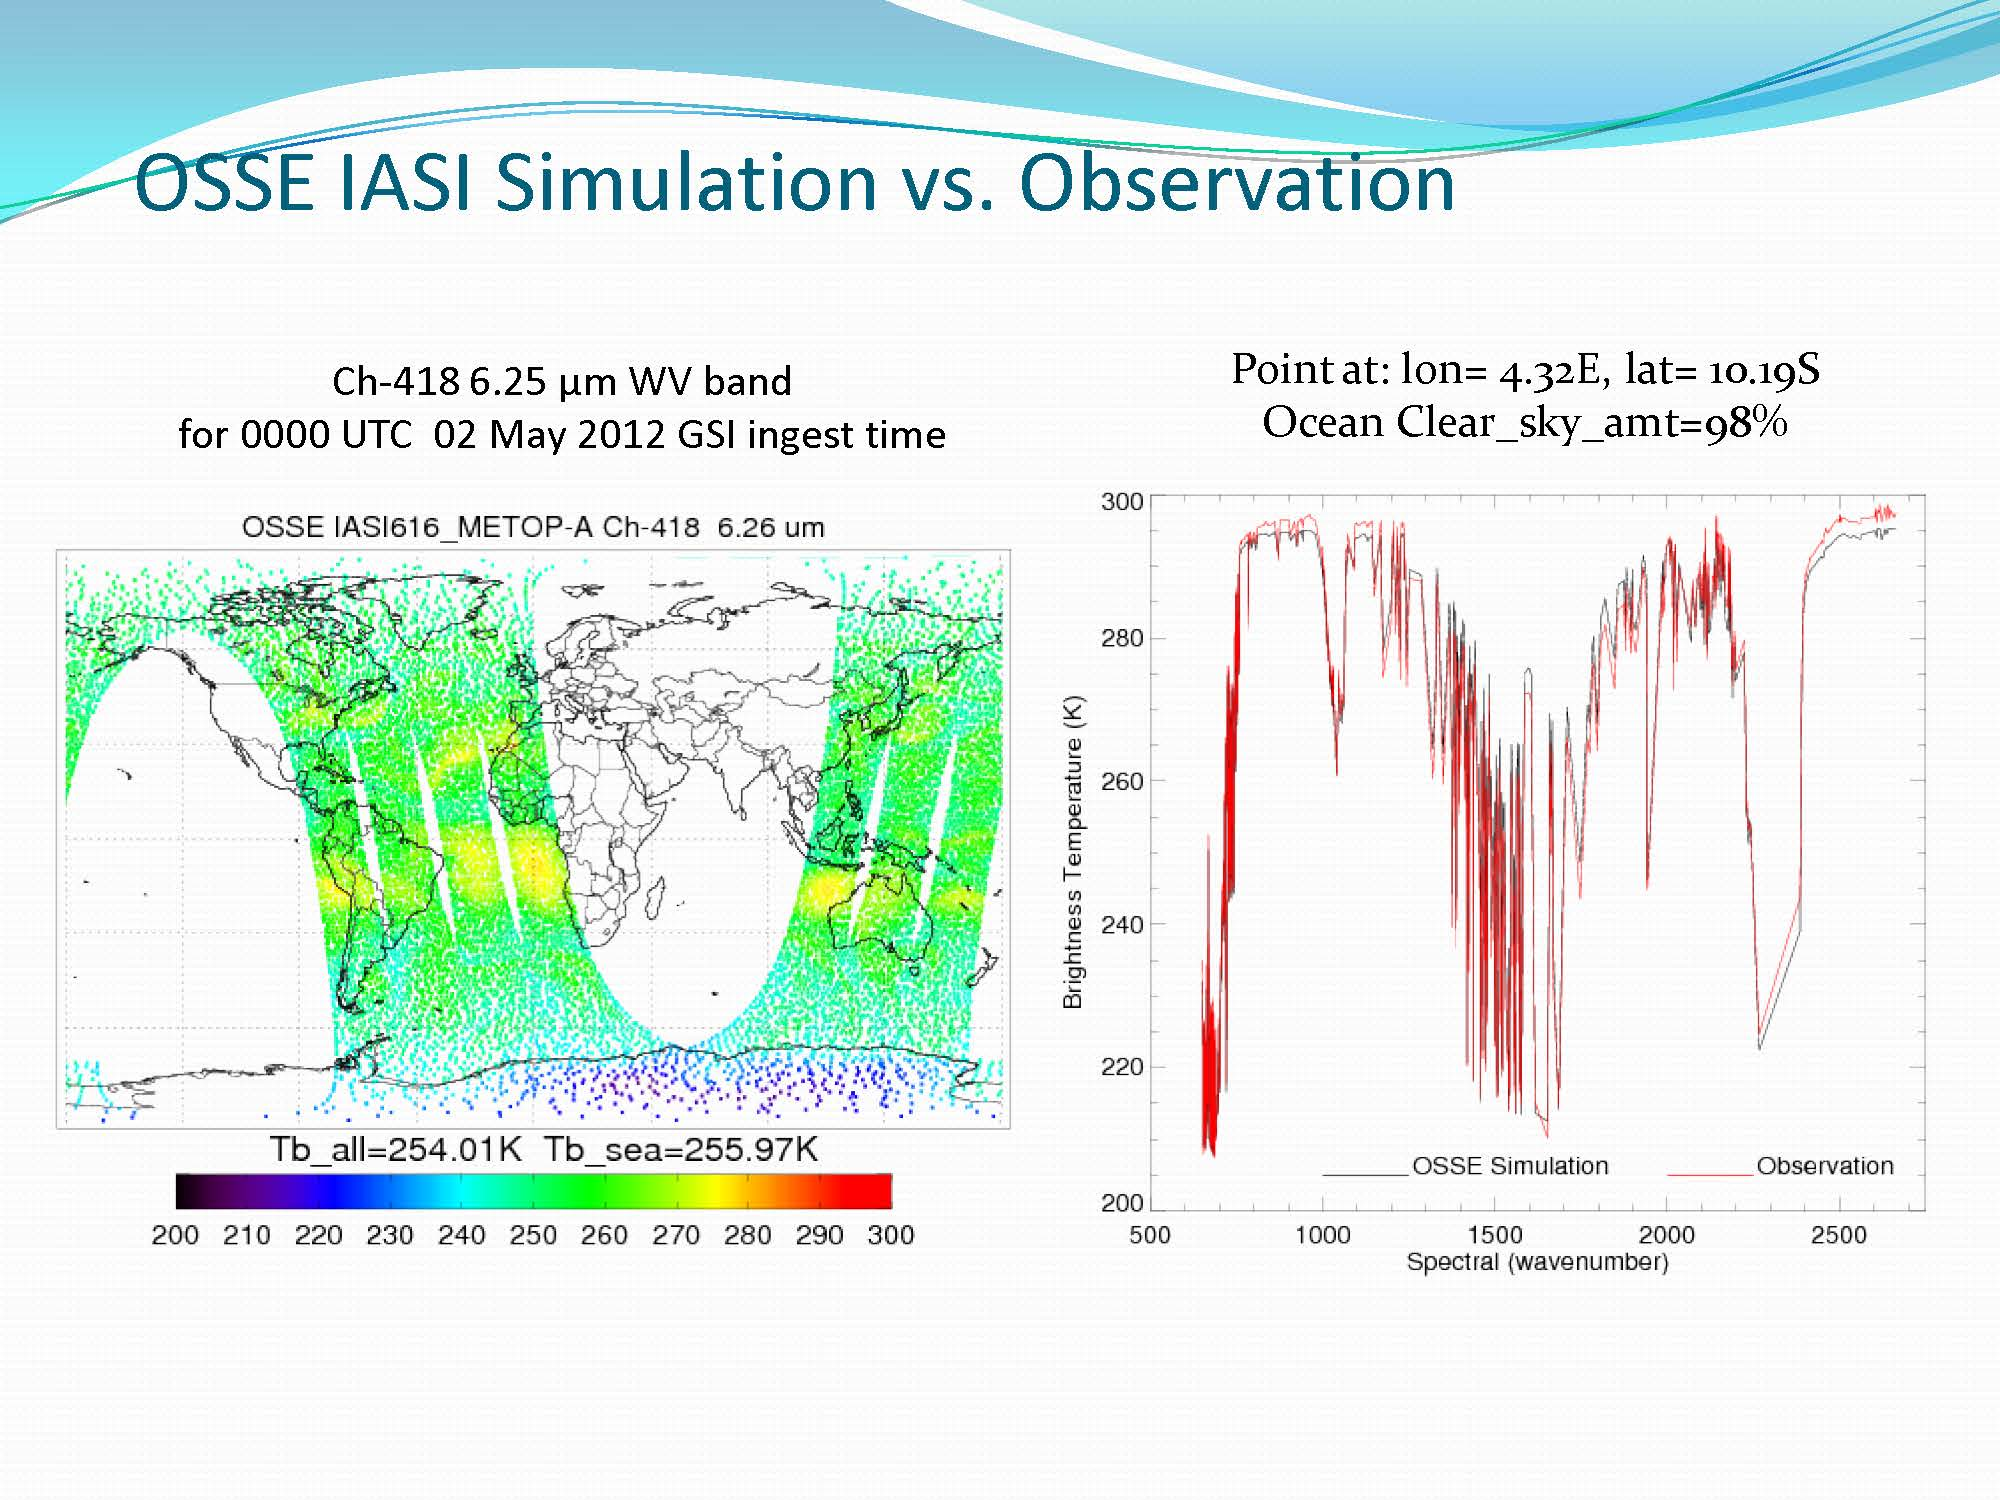 OSSE IASI Simulation vs. Observation
Ch-418 6.25 µm WV band
for 0000 UTC 02 May 2012 GSI ingest time
OSSE IASI616_METOP-A Ch-418 6.26 um
Tb_all=254.01K Tb_sea=255.97K
200 210 220 230 240 250 260 270 280 290 300
Point at: lon= 4.32E, lat= 10.19S
Ocean Clear_sky_amt=98%
300
280
260
240
220
200
Brightness Temperature (K)
OSSE Simulation
Observation
500 1000 1500 2000 2500
Spectral (wavenumber)